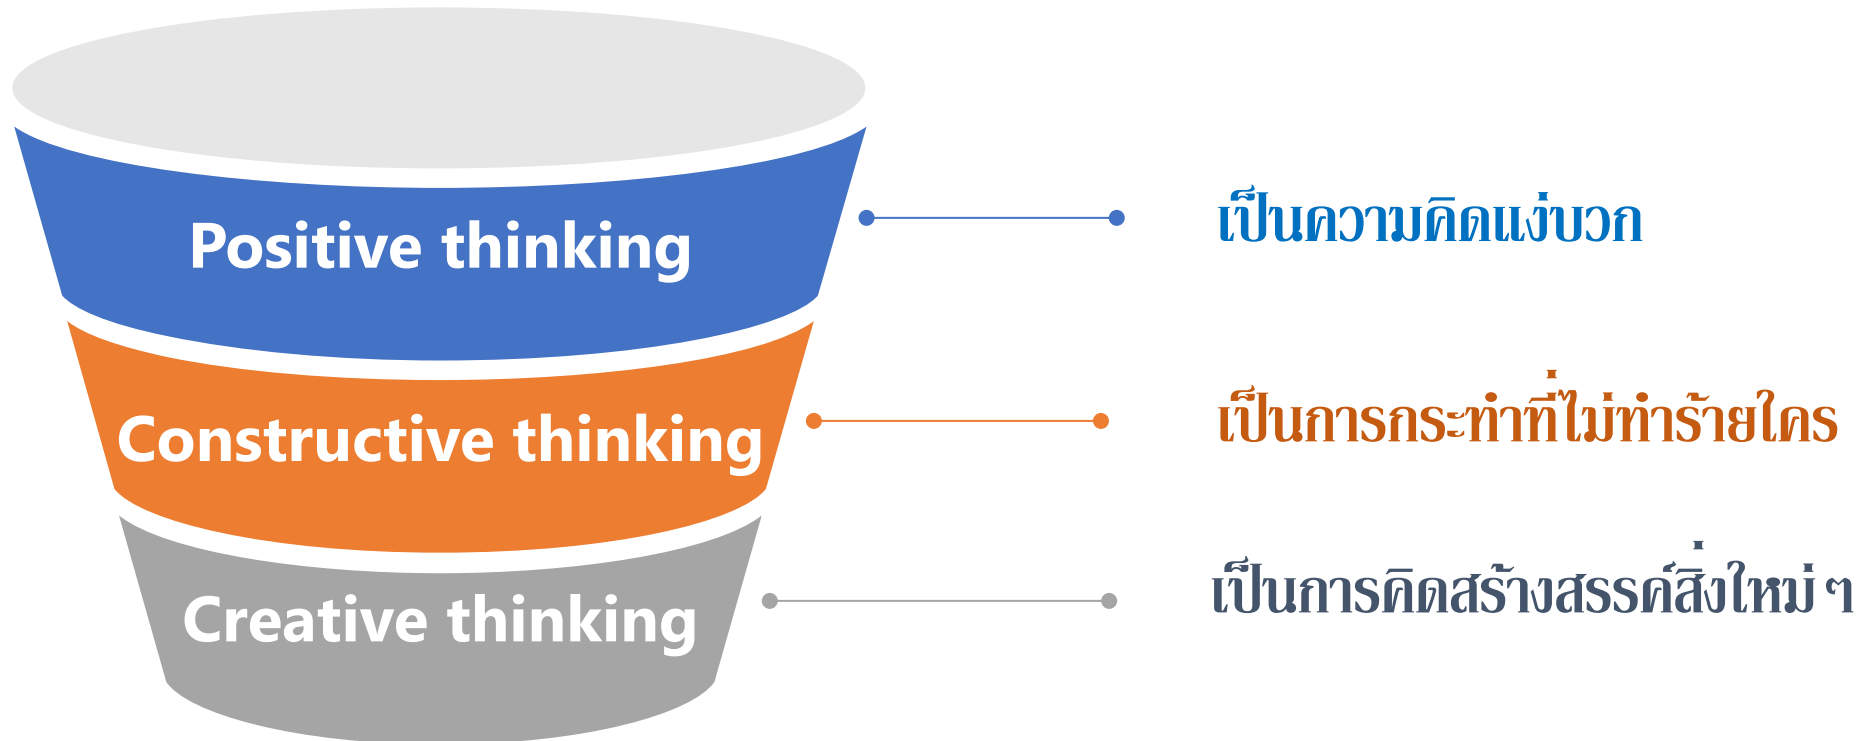 Positive thinking
เป็นความคิดแง่บวก
Constructive thinking
เป็นการกระทำที่ไม่ทำร้ายใคร
Creative thinking
เป็นการคิดสร้างสรรค์สิ่งใหม่ ๆ